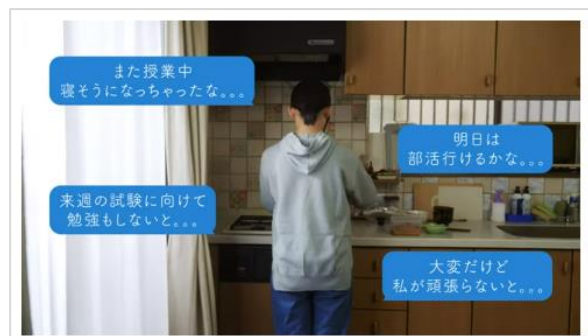 また授業中
寝そうになっちゃったな。。。
明日は
部活行けるかな。。。
来週の試験に向けて
勉強もしないと。。。
大変だけど
私が頑張らないと。。。